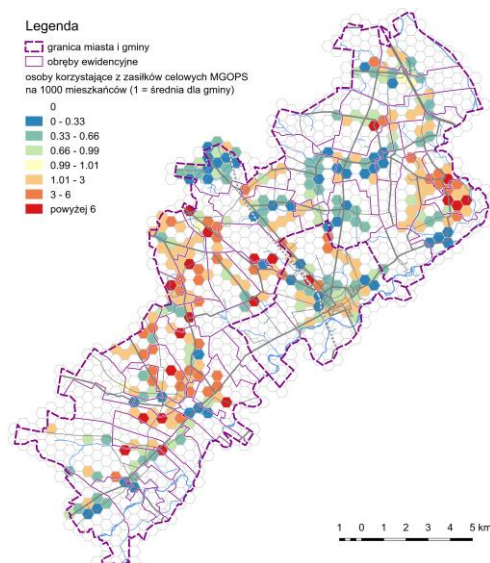 Legenda
granica miasta i gminy
obręby ewidencyjne
osoby korzystające z zasiłków celowych MGOPS
na 1000 mieszkańców (1 = średnia dla gminy)
0
0 - 0.33
0.33 - 0.66
0.66 - 0.99
0.99 - 1.01
1.01 - 3
3 - 6
powyżej 6
1 0 1 2 3 4 5 km